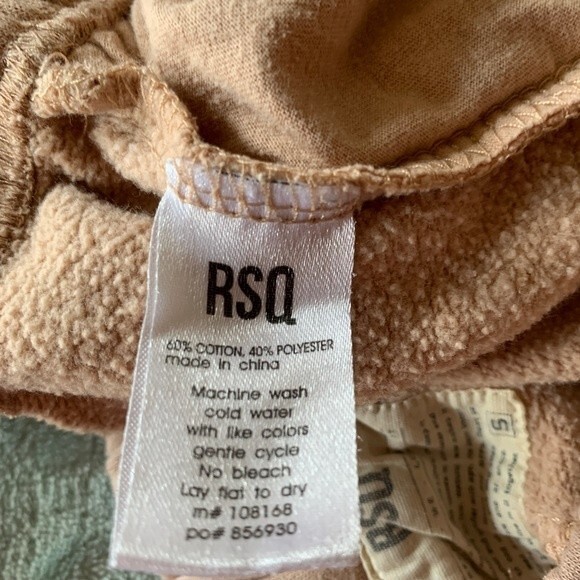 RSQ
60% COTTON, 40% POLYESTER
made in china
Machine wash
cold water
with like colors
gentle cycle
No bleach
Lay flat to dry
m# 108168
po# 856930
RSQ
S